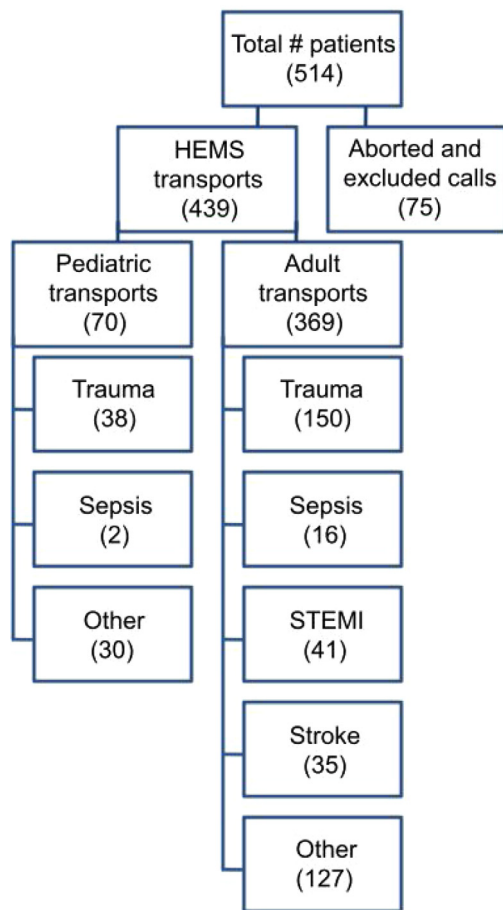 Total # patients
(514)
HEMS
transports
(439)
Aborted and
excluded calls
(75)
Pediatric
transports
(70)
Adult
transports
(369)
Trauma
(38)
Sepsis
(2)
Other
(30)
Trauma
(150)
Sepsis
(16)
STEMI
(41)
Stroke
(35)
Other
(127)